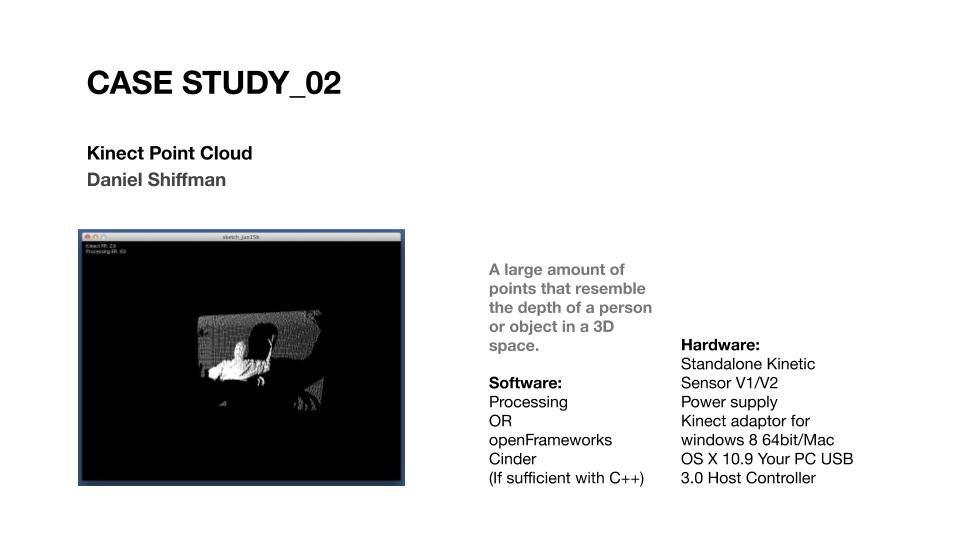 CASE STUDY_02
Kinect Point Cloud
Daniel Shiffman
sketch_jun15b
Kinect FR: 29
Processing FR: 60
A large amount of
points that resemble
the depth of a person
or object in a 3D
space.
Software:
Processing
OR
openFrameworks
Cinder
(If sufficient with C++)
Hardware:
Standalone Kinetic
Sensor V1/V2
Power supply
Kinect adaptor for
windows 8 64bit/Mac
OS X 10.9 Your PC USB
3.0 Host Controller